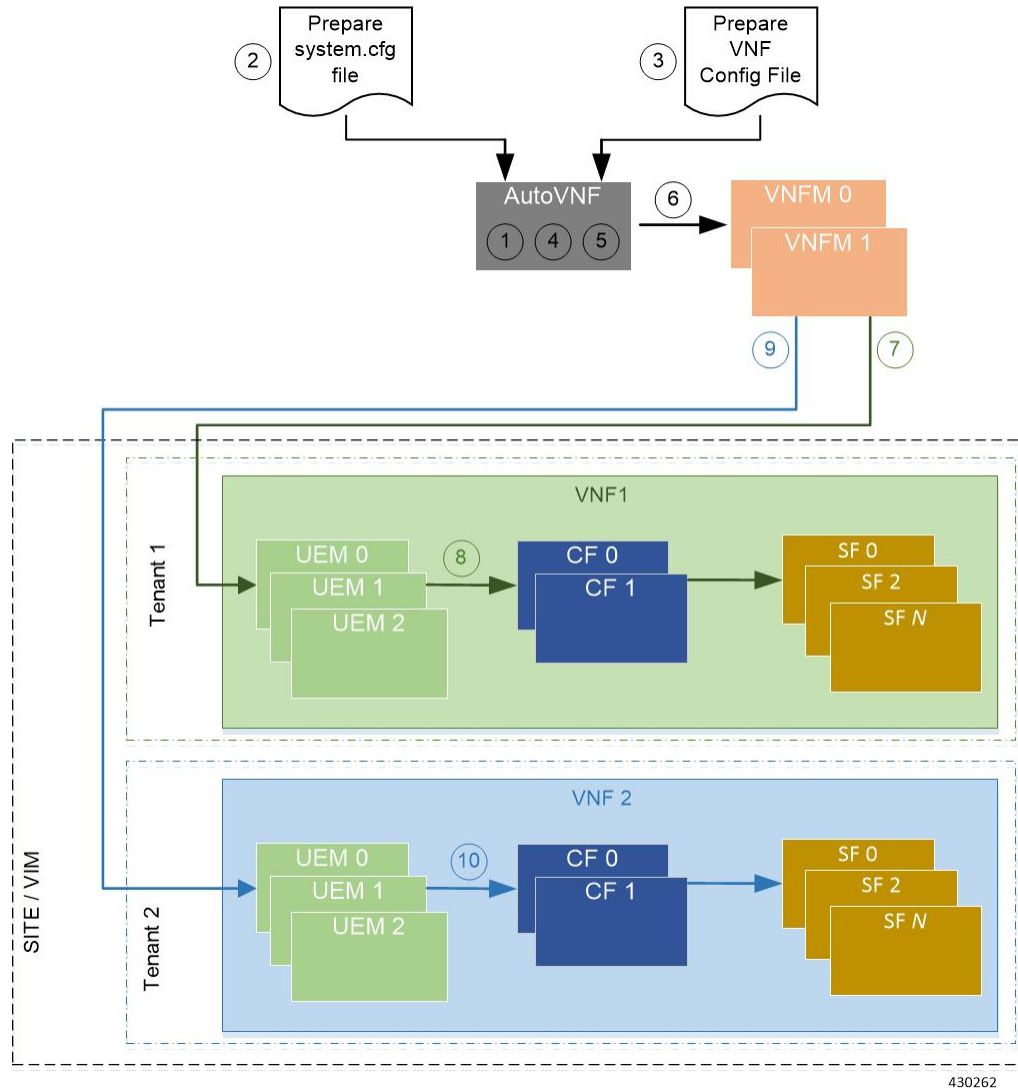 Prepare
system.cfg
file
2
Prepare
VNF
Config File
3
AutoVNF
1 4 5
6
VNFM 0
VNFM 1
9
7
SITE / VIM
Tenant 1
VNF1
UEM 0
UEM 1
UEM 2
8
CF 0
CF 1
SF 0
SF 2
SF N
Tenant 2
VNF 2
UEM 0
UEM 1
UEM 2
10
CF 0
CF 1
SF 0
SF 2
SF N
430262